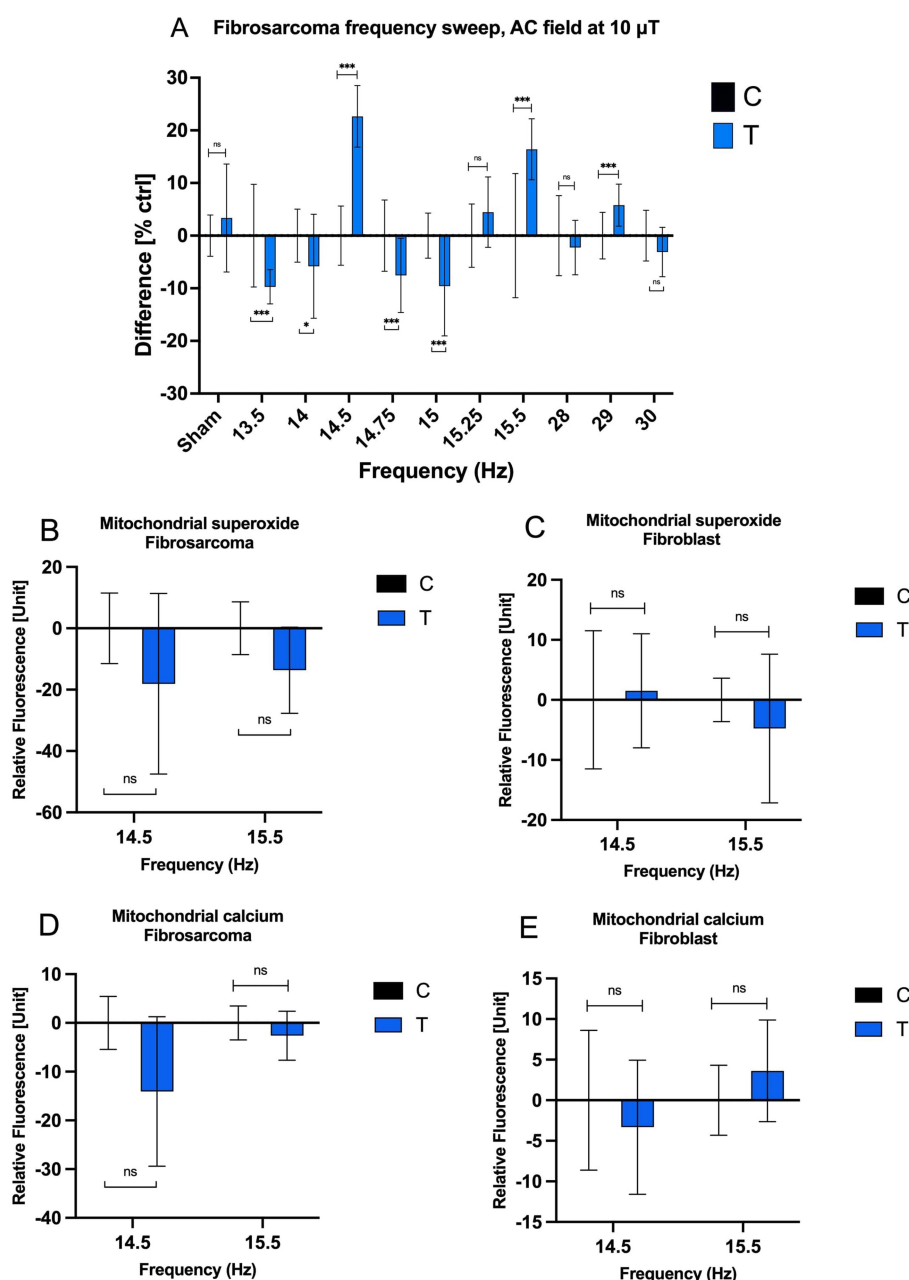 A
Fibrosarcoma frequency sweep, AC field at 10 µT
Difference [% ctrl]
30
20
10
0
-10
-20
-30
ns
***
*
***
***
***
ns
***
ns
***
ns
C
T
Sham
13.5
14
14.5
14.75
15
15.25
15.5
28
29
30
Frequency (Hz)
B
Mitochondrial superoxide
Fibrosarcoma
Relative Fluorescence [Unit]
20
0
-20
-40
-60
ns
ns
C
T
14.5
15.5
Frequency (Hz)
C
Mitochondrial superoxide
Fibroblast
Relative Fluorescence [Unit]
20
10
0
-10
-20
ns
ns
C
T
14.5
15.5
Frequency (Hz)
D
Mitochondrial calcium
Fibrosarcoma
Relative Fluorescence [Unit]
10
0
-10
-20
-30
-40
ns
ns
C
T
14.5
15.5
Frequency (Hz)
E
Mitochondrial calcium
Fibroblast
Relative Fluorescence [Unit]
15
10
5
0
-5
-10
-15
ns
ns
C
T
14.5
15.5
Frequency (Hz)